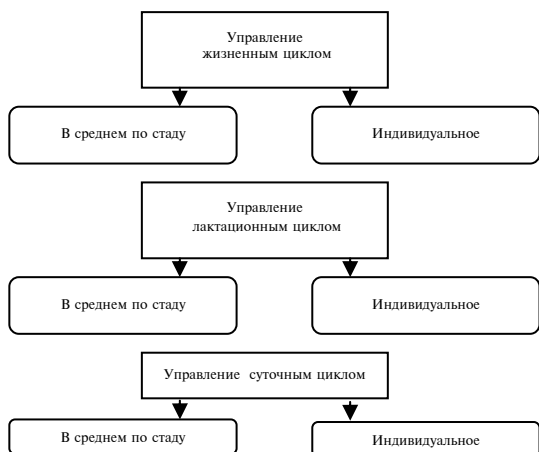 Управление
жизненным циклом
В среднем по стаду
Индивидуальное
Управление
лактационным циклом
В среднем по стаду
Индивидуальное
Управление суточным циклом
В среднем по стаду
Индивидуальное